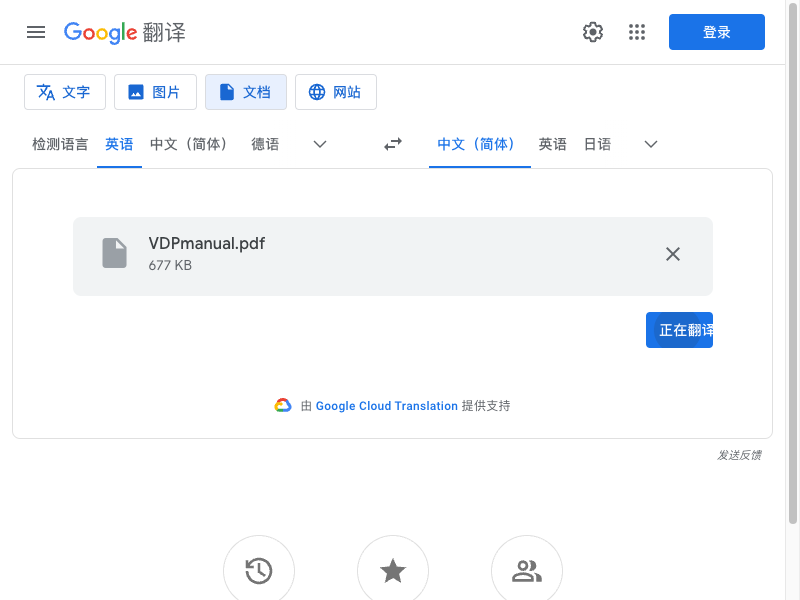 Google 翻译
登录
文字 图片 文档 网站
检测语言 英语 中文（简体） 德语 中文（简体） 英语 日语
VDPmanual.pdf
677 KB
正在翻译
由 Google Cloud Translation 提供支持
发送反馈